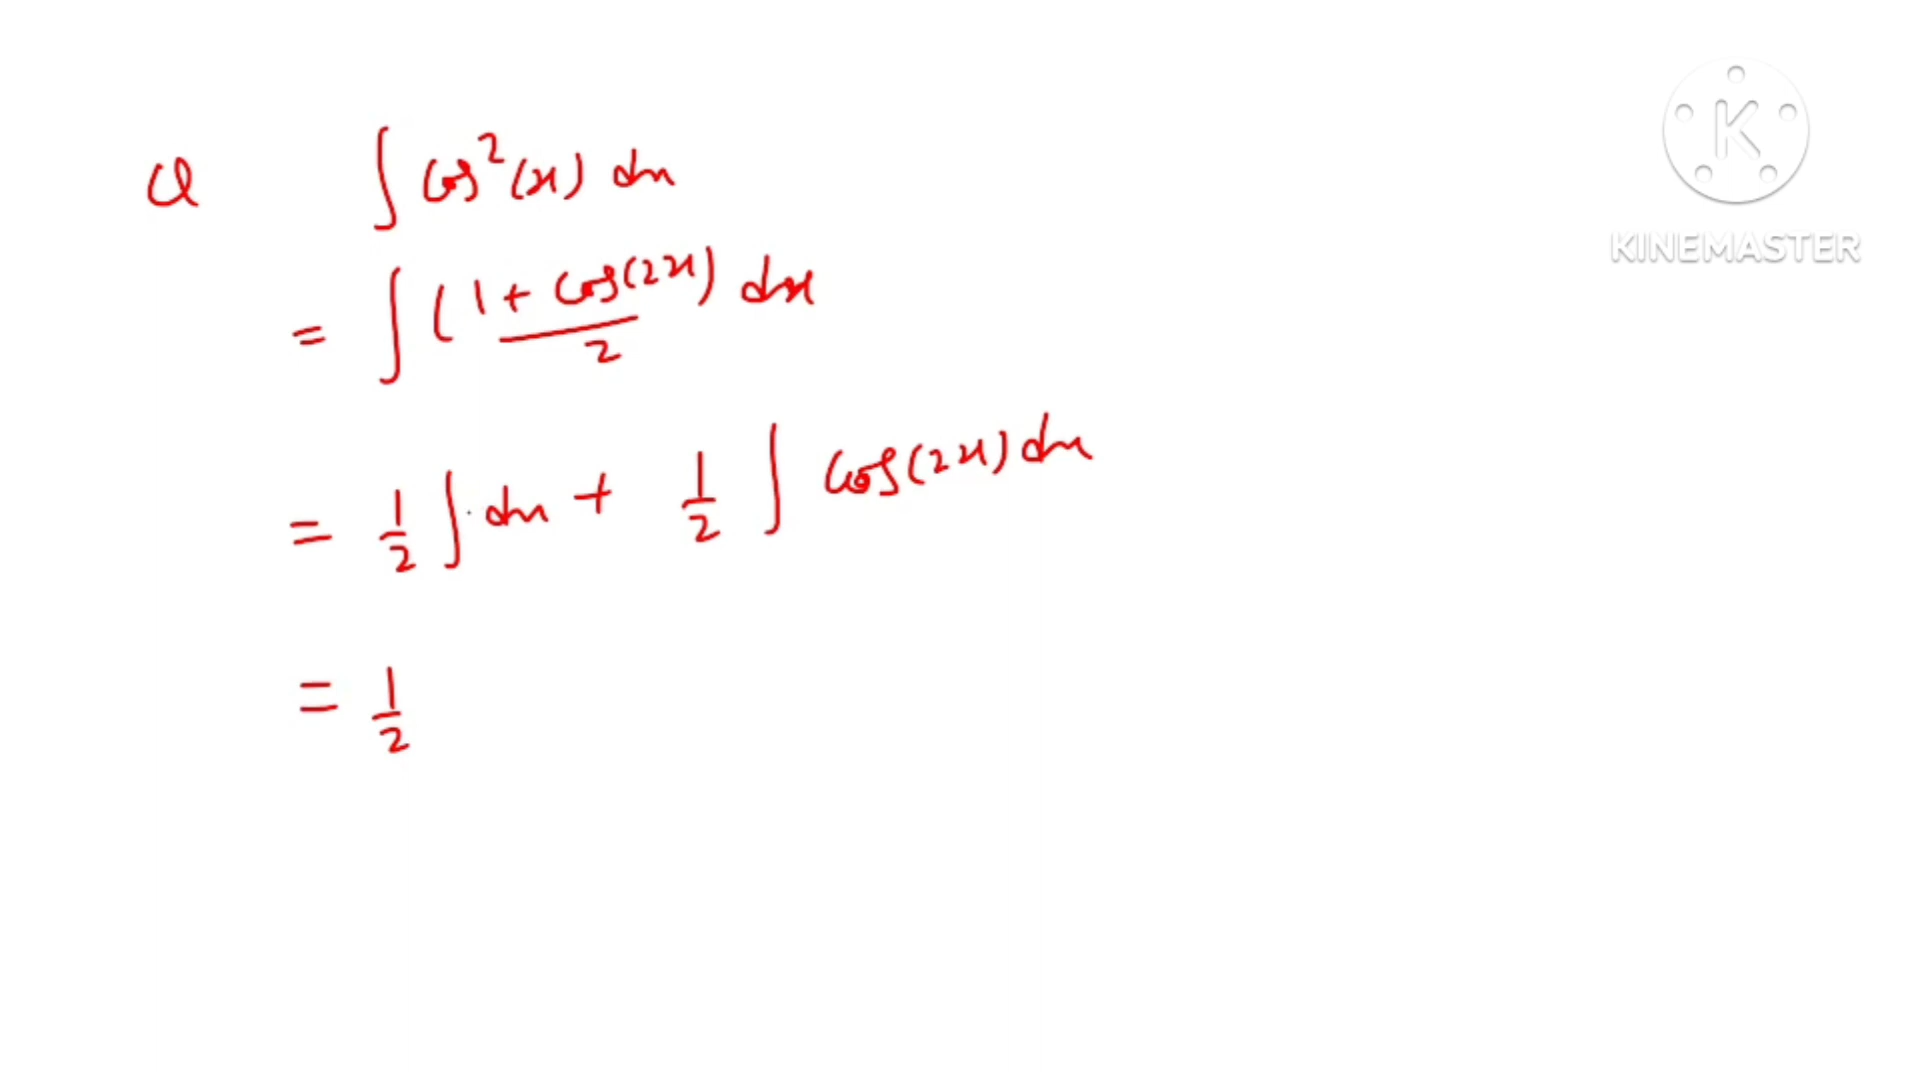 Q ∫ cos²(x) dx
= ∫ (1 + cos(2x))/2 dx
= 1/2 ∫ dx + 1/2 ∫ cos(2x) dx
= 1/2
K
KINEMASTER